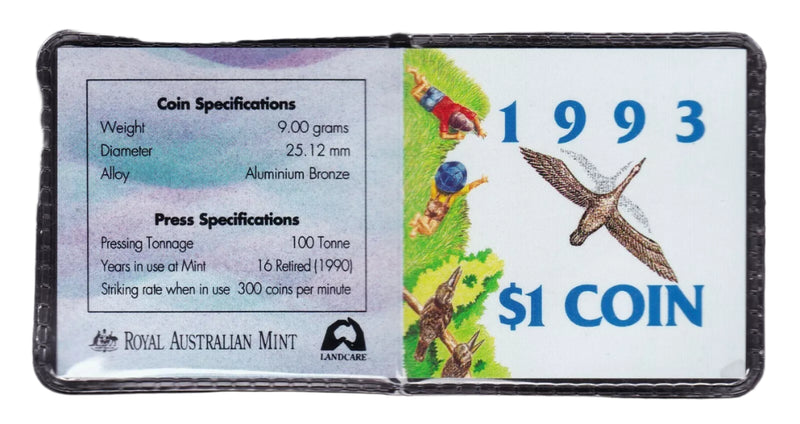 Coin Specifications
Weight 9.00 grams
Diameter 25.12 mm
Alloy Aluminium Bronze
Press Specifications
Pressing Tonnage 100 Tonne
Years in use at Mint 16 Retired (1990)
Striking rate when in use 300 coins per minute
ROYAL AUSTRALIAN MINT
LANDCARE
1993
$1 COIN